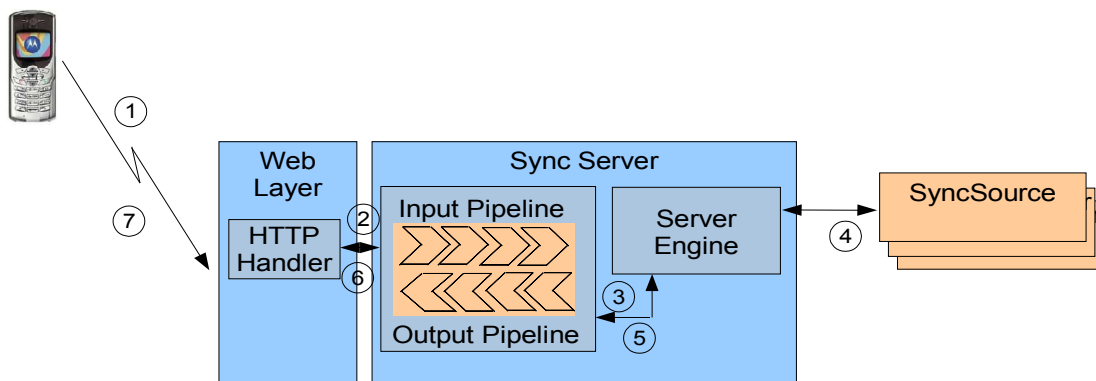 1
7
Web
Layer
HTTP
Handler
2
6
Sync Server
Input Pipeline
Output Pipeline
Server
Engine
3
5
4
SyncSource